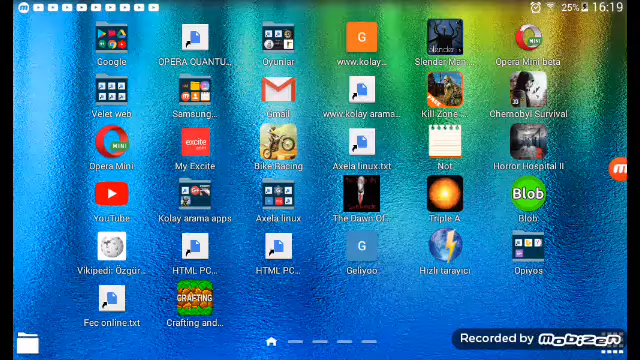 25% 16:19
Google OPERA QUANTU... Oyunlar www.kolay... Slender Man... Opera Mini beta
Velet web Samsung... Gmail www.kolay arama... Kill Zone... Chernobyl Survival
Opera Mini My Excite Bike Racing Axela linux.txt Not Horror Hospital II
YouTube Kolay arama apps Axela linux The Dawn Of... Triple A Blob
Vikipedi: Özgür... HTML PC... HTML PC... Geliyoo Hızlı tarayıcı Opiyos
Fec online.txt Crafting and...
G
MINI
excite
Blob
G
CRAFTING
Recorded by mobizen